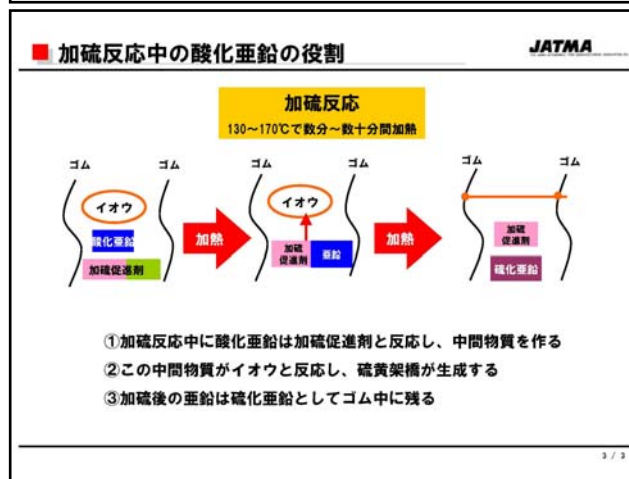 加硫反応中の酸化亜鉛の役割
JATMA
加硫反応
130～170℃で数分～数十分間加熱
ゴム
ゴム
イオウ
酸化亜鉛
加硫促進剤
加熱
ゴム
ゴム
イオウ
加硫
促進剤
亜鉛
加熱
ゴム
ゴム
加硫
促進剤
硫化亜鉛
①加硫反応中に酸化亜鉛は加硫促進剤と反応し、中間物質を作る
②この中間物質がイオウと反応し、硫黄架橋が生成する
③加硫後の亜鉛は硫化亜鉛としてゴム中に残る
3 / 3